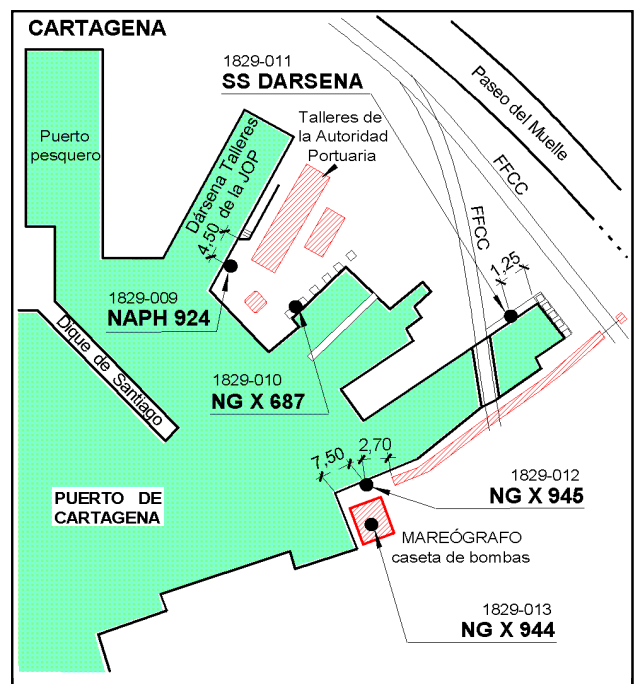 CARTAGENA
1829-011
SS DARSENA
Paseo del Muelle
Talleres de
la Autoridad
Portuaria
Puerto
pesquero
Dársena Talleres
de la JOP
FFCC
FFCC
4,50
1,25
1829-009
NAPH 924
Dique de Santiago
1829-010
NG X 687
7,50
2,70
1829-012
NG X 945
PUERTO DE
CARTAGENA
MAREÓGRAFO
caseta de bombas
1829-013
NG X 944